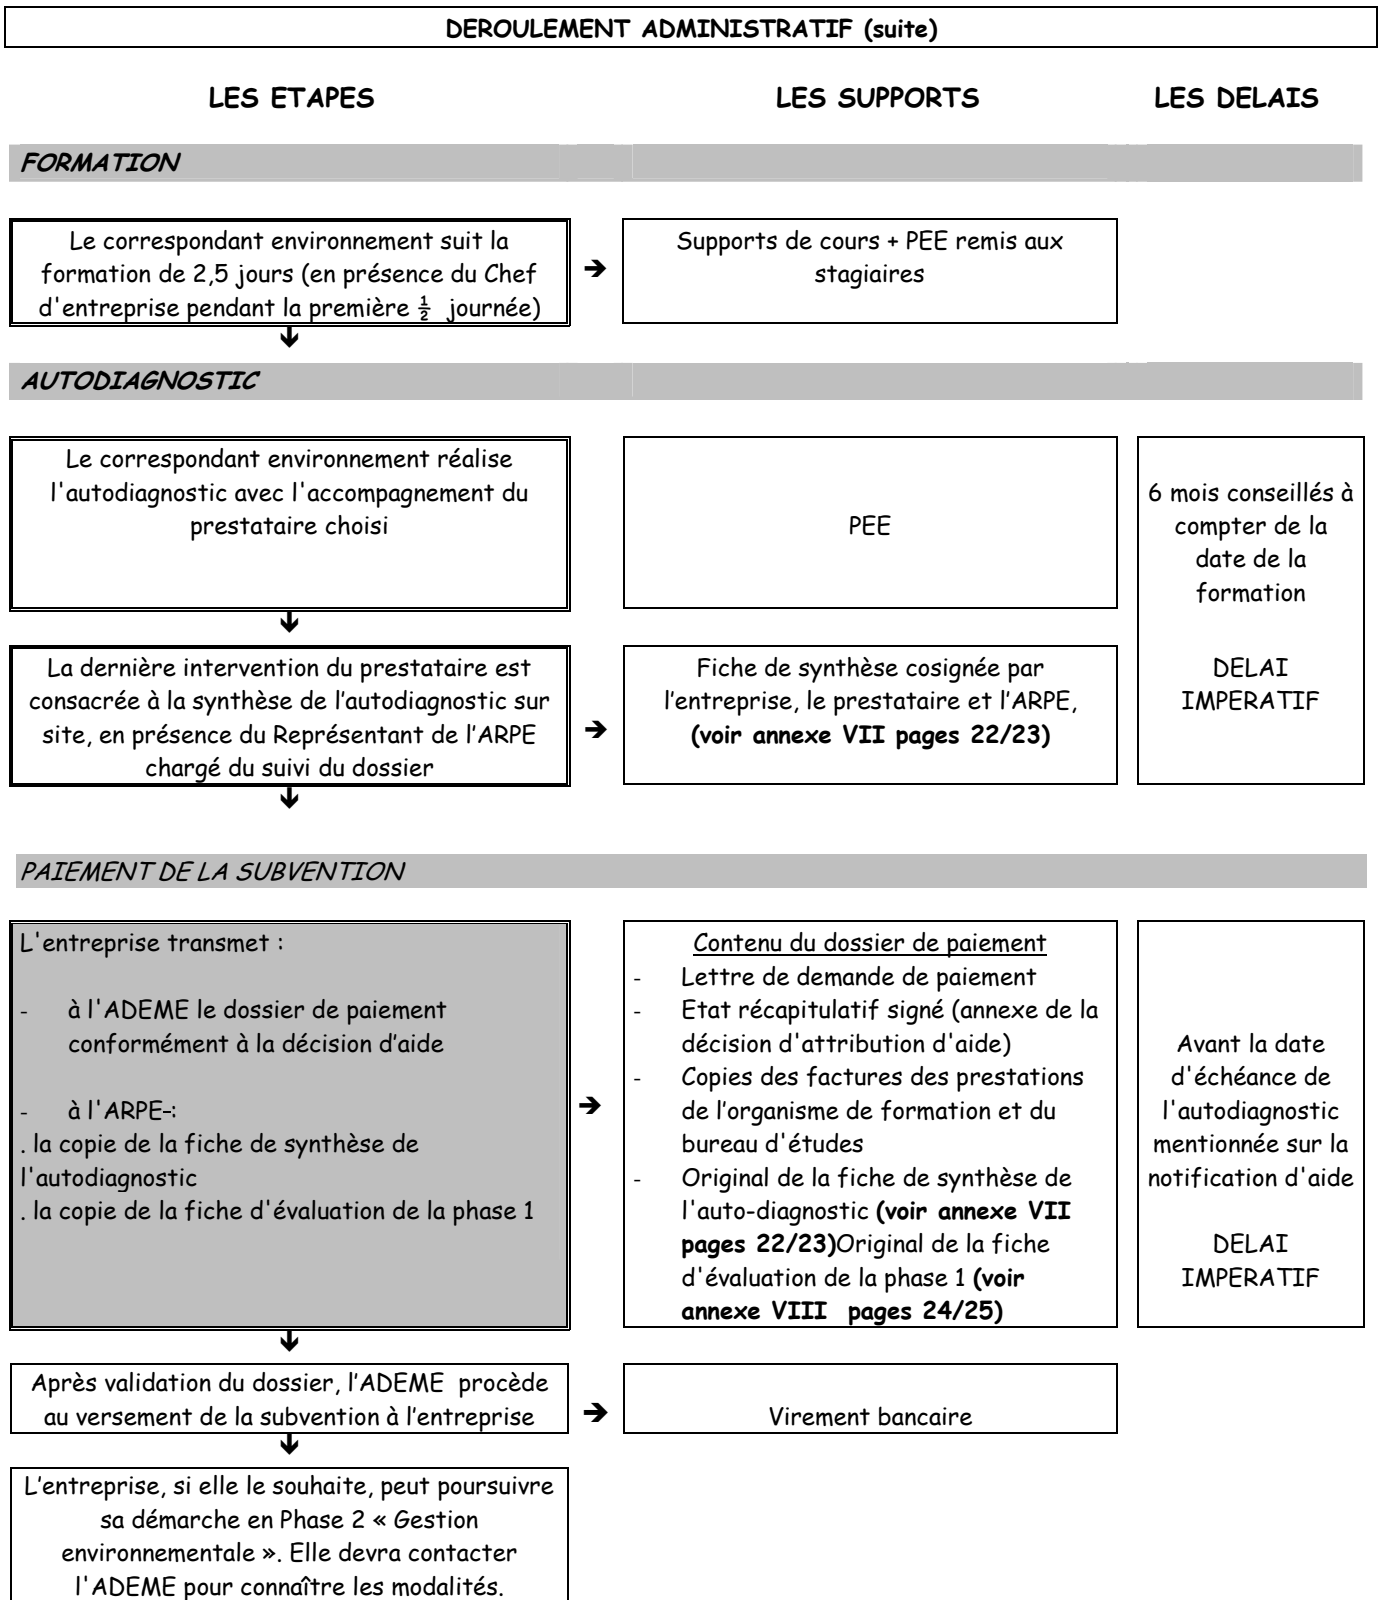 DEROULEMENT ADMINISTRATIF (suite)
LES ETAPES
LES SUPPORTS
LES DELAIS
FORMATION
Le correspondant environnement suit la
formation de 2,5 jours (en présence du Chef
d'entreprise pendant la première ½ journée)
➔
Supports de cours + PEE remis aux
stagiaires
AUTODIAGNOSTIC
Le correspondant environnement réalise
l'autodiagnostic avec l'accompagnement du
prestataire choisi
PEE
6 mois conseillés à
compter de la
date de la
formation
DELAI
IMPERATIF
La dernière intervention du prestataire est
consacrée à la synthèse de l’autodiagnostic sur
site, en présence du Représentant de l’ARPE
chargé du suivi du dossier
➔
Fiche de synthèse cosignée par
l’entreprise, le prestataire et l’ARPE,
(voir annexe VII pages 22/23)
PAIEMENT DE LA SUBVENTION
L'entreprise transmet :
- à l'ADEME le dossier de paiement
conformément à la décision d’aide
- à l'ARPE-:
. la copie de la fiche de synthèse de
l'autodiagnostic
. la copie de la fiche d'évaluation de la phase 1
➔
Contenu du dossier de paiement
- Lettre de demande de paiement
- Etat récapitulatif signé (annexe de la
décision d'attribution d'aide)
- Copies des factures des prestations
de l’organisme de formation et du
bureau d'études
- Original de la fiche de synthèse de
l'auto-diagnostic (voir annexe VII
pages 22/23)Original de la fiche
d'évaluation de la phase 1 (voir
annexe VIII pages 24/25)
Avant la date
d'échéance de
l'autodiagnostic
mentionnée sur la
notification d'aide
DELAI
IMPERATIF
Après validation du dossier, l’ADEME procède
au versement de la subvention à l’entreprise
➔
Virement bancaire
L’entreprise, si elle le souhaite, peut poursuivre
sa démarche en Phase 2 « Gestion
environnementale ». Elle devra contacter
l'ADEME pour connaître les modalités.